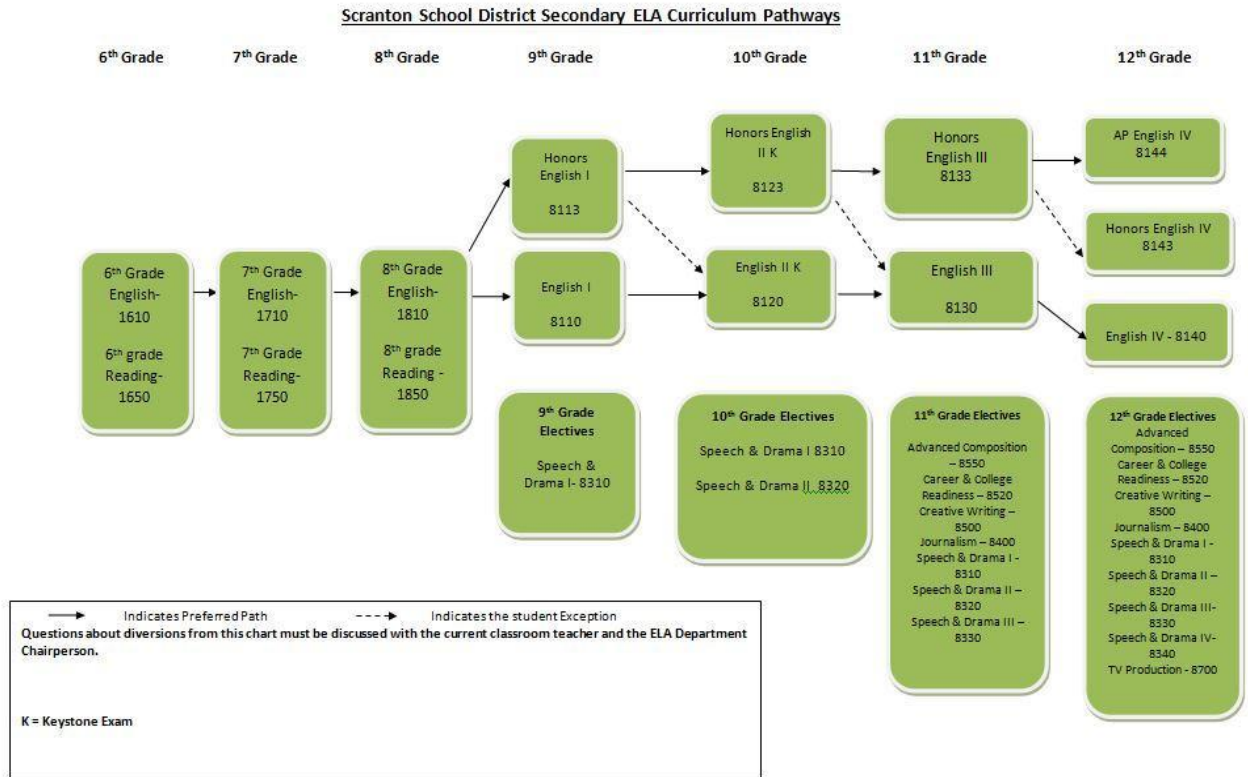 Scranton School District Secondary ELA Curriculum Pathways
6th Grade
7th Grade
8th Grade
9th Grade
10th Grade
11th Grade
12th Grade
6th Grade
English-
1610
6th grade
Reading-
1650
7th Grade
English-
1710
7th Grade
Reading-
1750
8th Grade
English-
1810
8th grade
Reading -
1850
Honors
English I
8113
English I
8110
9th Grade
Electives
Speech &
Drama I- 8310
Honors English
II K
8123
English II K
8120
10th Grade Electives
Speech & Drama I 8310
Speech & Drama II 8320
Honors
English III
8133
English III
8130
11th Grade Electives
Advanced Composition
– 8550
Career & College
Readiness – 8520
Creative Writing –
8500
Journalism – 8400
Speech & Drama I -
8310
Speech & Drama II –
8320
Speech & Drama III –
8330
AP English IV
8144
Honors English IV
8143
English IV - 8140
12th Grade Electives
Advanced
Composition – 8550
Career & College
Readiness – 8520
Creative Writing –
8500
Journalism – 8400
Speech & Drama I -
8310
Speech & Drama II –
8320
Speech & Drama III-
8330
Speech & Drama IV-
8340
TV Production - 8700
Indicates Preferred Path
Indicates the student Exception
Questions about diversions from this chart must be discussed with the current classroom teacher and the ELA Department
Chairperson.
K = Keystone Exam